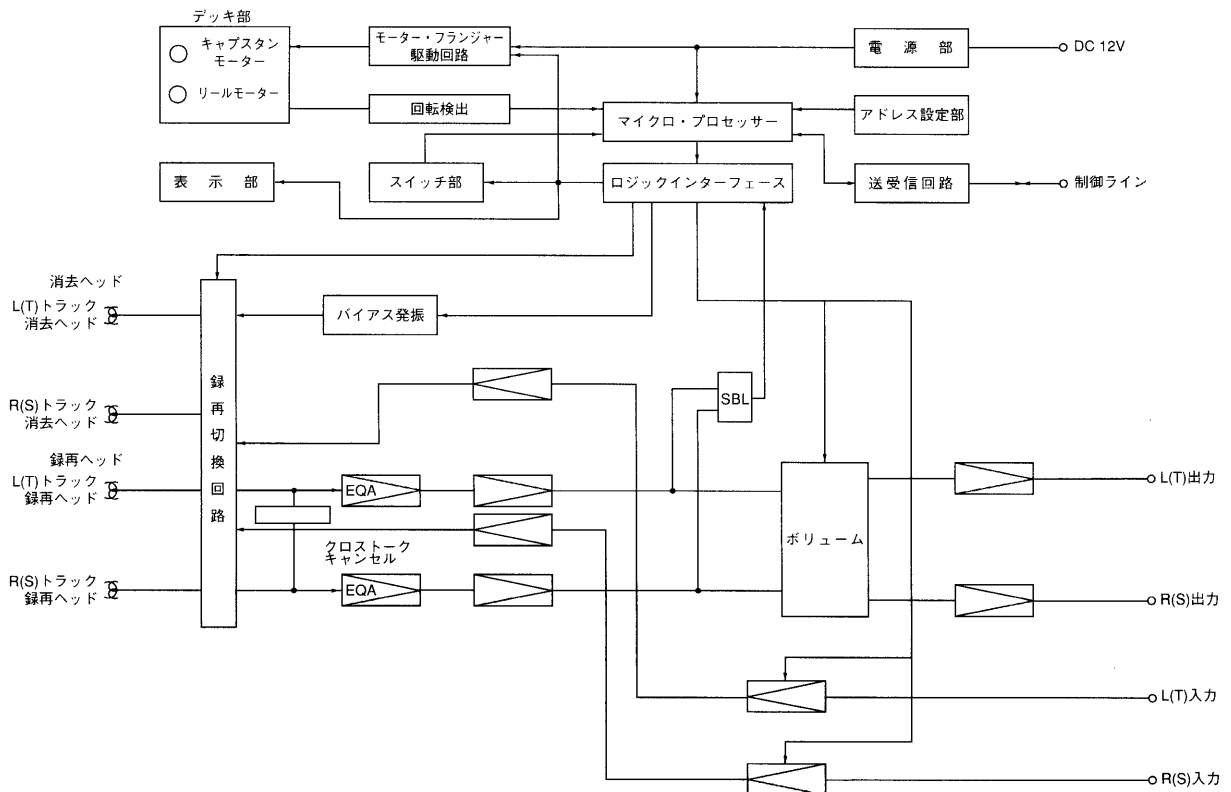 デッキ部
キャプスタン
モーター
リールモーター
モーター・フランジャー
駆動回路
電源部
DC 12V
回転検出
マイクロ・プロセッサー
アドレス設定部
表示部
スイッチ部
ロジックインターフェース
送受信回路
制御ライン
消去ヘッド
L(T)トラック
消去ヘッド
バイアス発振
R(S)トラック
消去ヘッド
録再切換回路
SBL
録再ヘッド
L(T)トラック
録再ヘッド
EQA
L(T)出力
ボリューム
クロストーク
キャンセル
R(S)トラック
録再ヘッド
EQA
R(S)出力
L(T)入力
R(S)入力